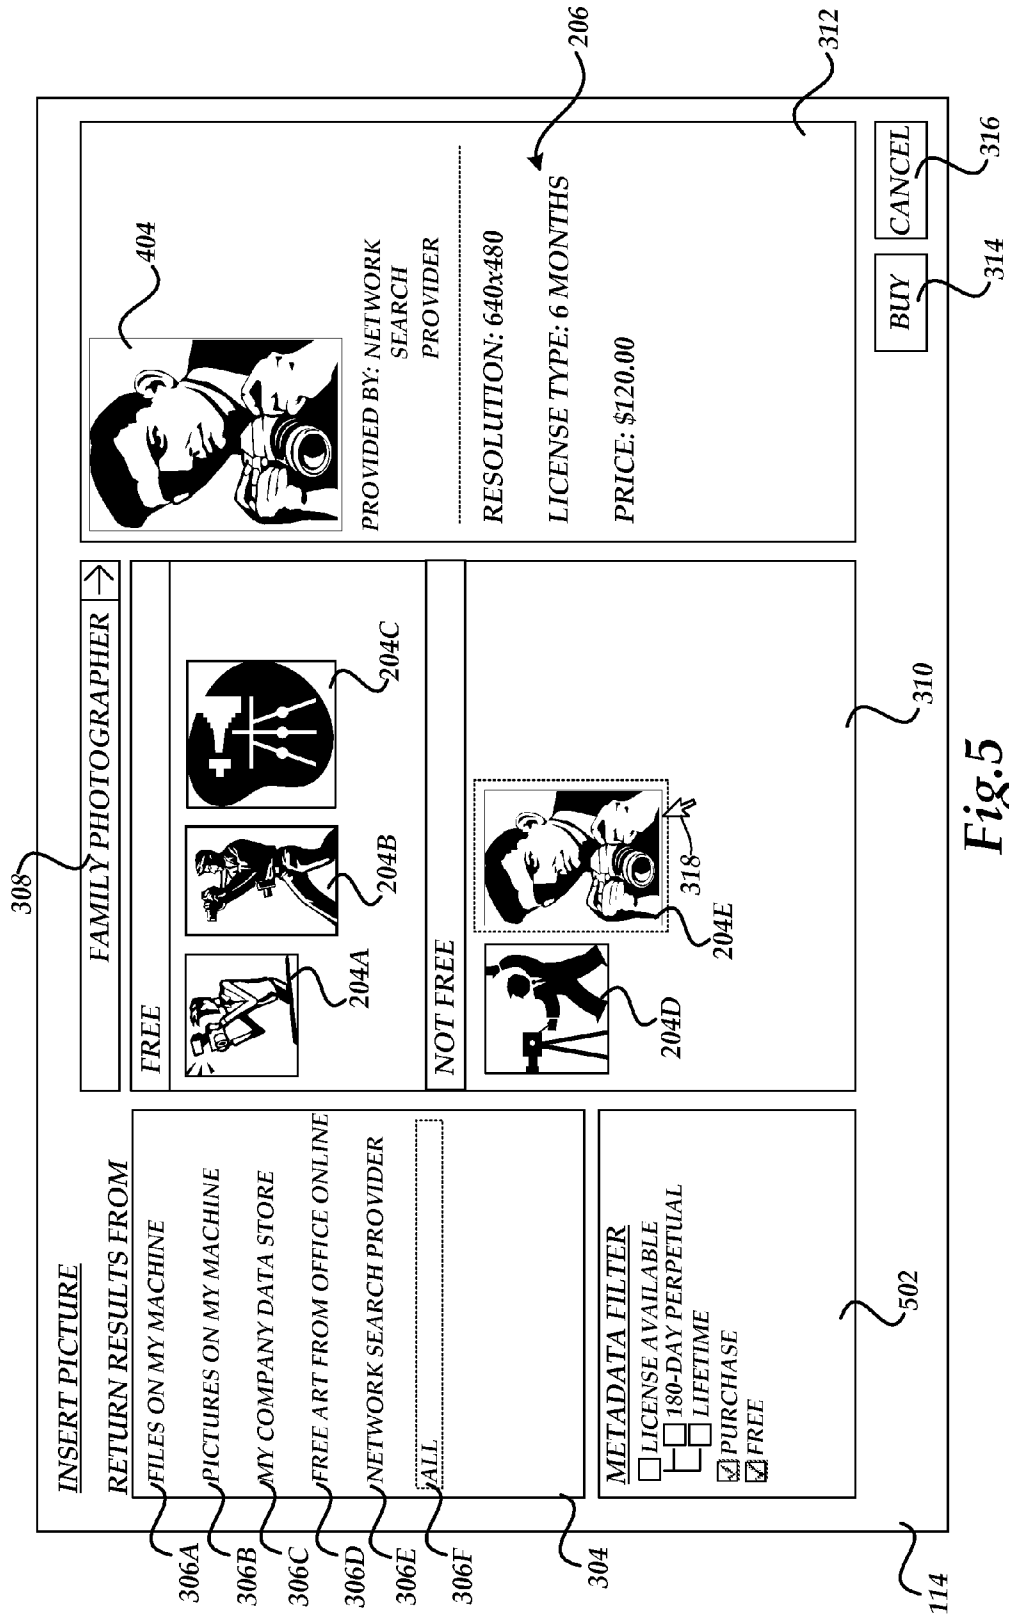 INSERT PICTURE
RETURN RESULTS FROM
FILES ON MY MACHINE
PICTURES ON MY MACHINE
MY COMPANY DATA STORE
FREE ART FROM OFFICE ONLINE
NETWORK SEARCH PROVIDER
ALL
306A
306B
306C
306D
306E
306F
304
METADATA FILTER
LICENSE AVAILABLE
180-DAY PERPETUAL
LIFETIME
PURCHASE
FREE
502
114
308
FAMILY PHOTOGRAPHER
FREE
204A
204B
204C
NOT FREE
204D
204E
318
310
404
PROVIDED BY: NETWORK
SEARCH
PROVIDER
RESOLUTION: 640x480
LICENSE TYPE: 6 MONTHS
PRICE: $120.00
206
312
BUY
CANCEL
314
316
Fig.5